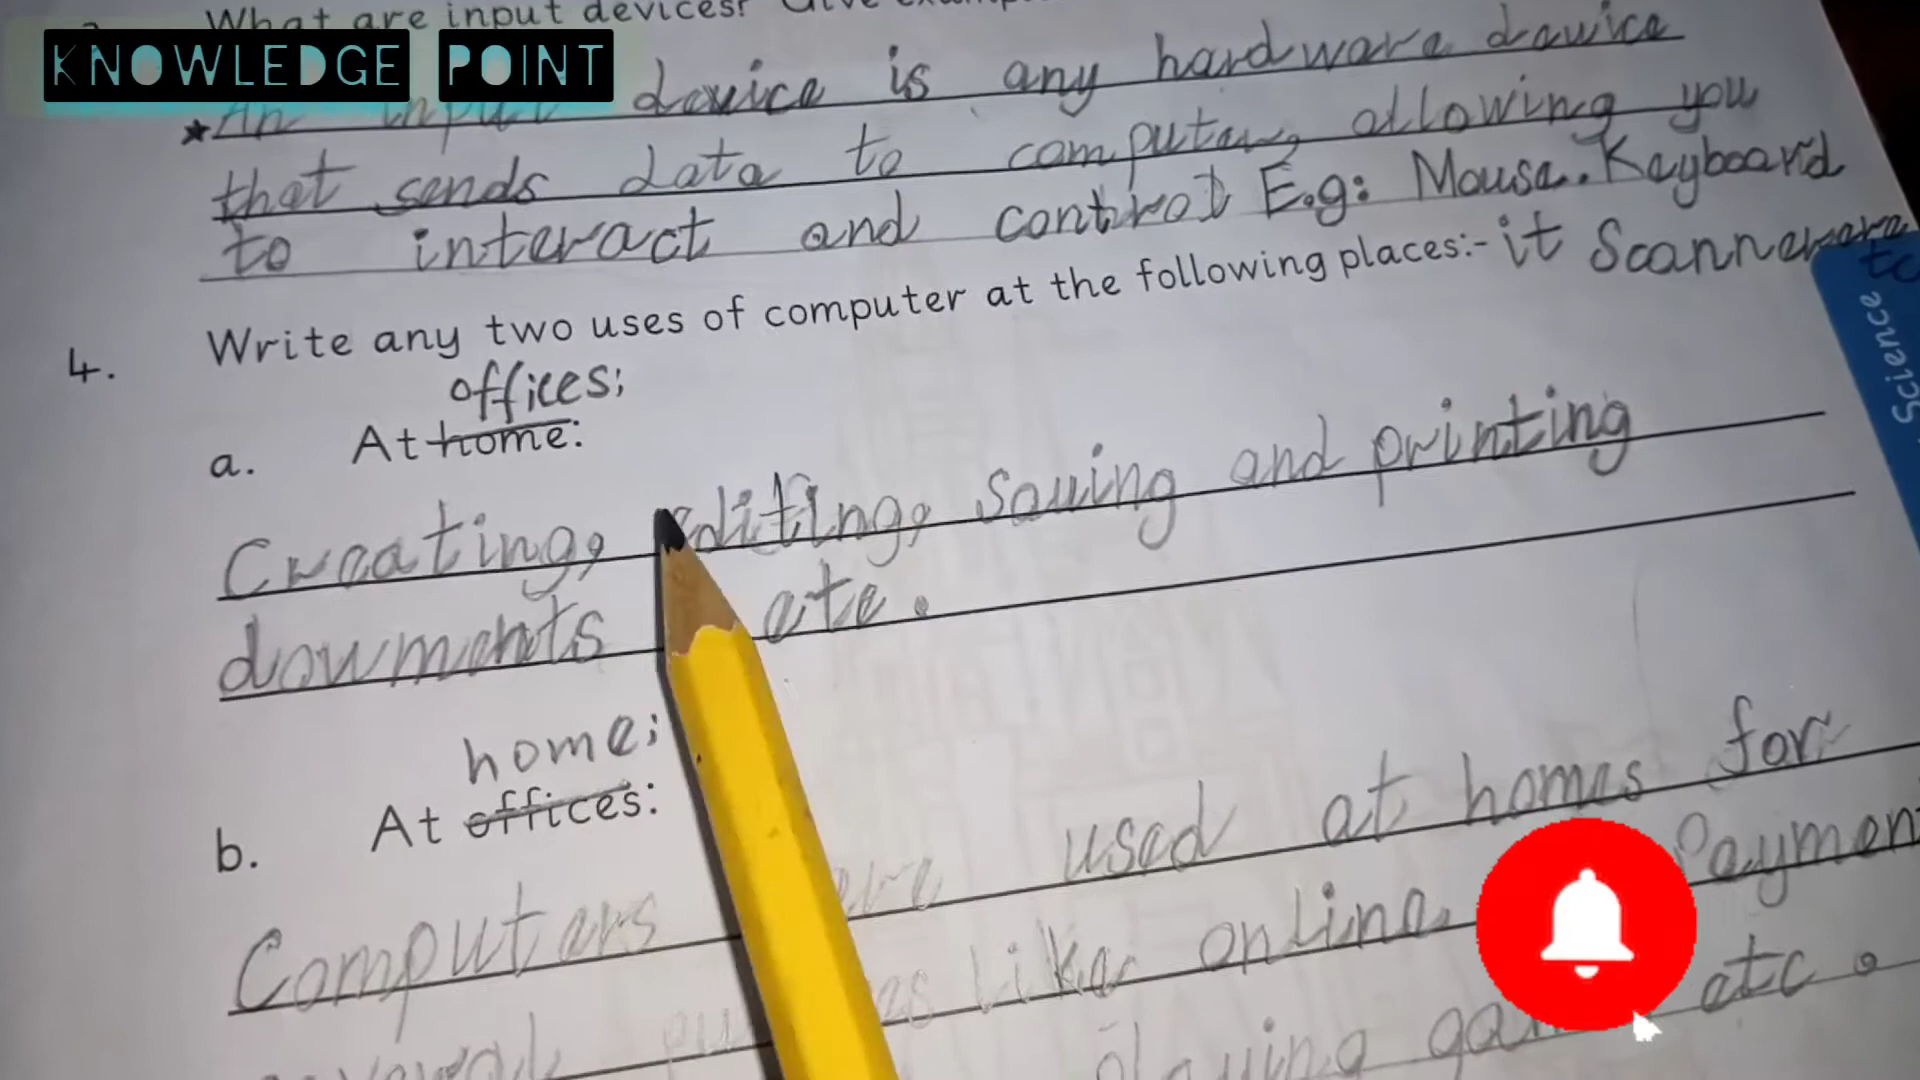 What are input devices? Give
KNOWLEDGE POINT
An input device is any hardware device
that sends data to computer, allowing you
to interact and control E.g: Mouse. Keyboard
it Scanner are
4. Write any two uses of computer at the following places:-
offices;
a. At home:
Creating, editing, saving and printing
dowments etc.
home;
b. At offices:
Computers are used at homes for
like online Payment
playing etc.
Science